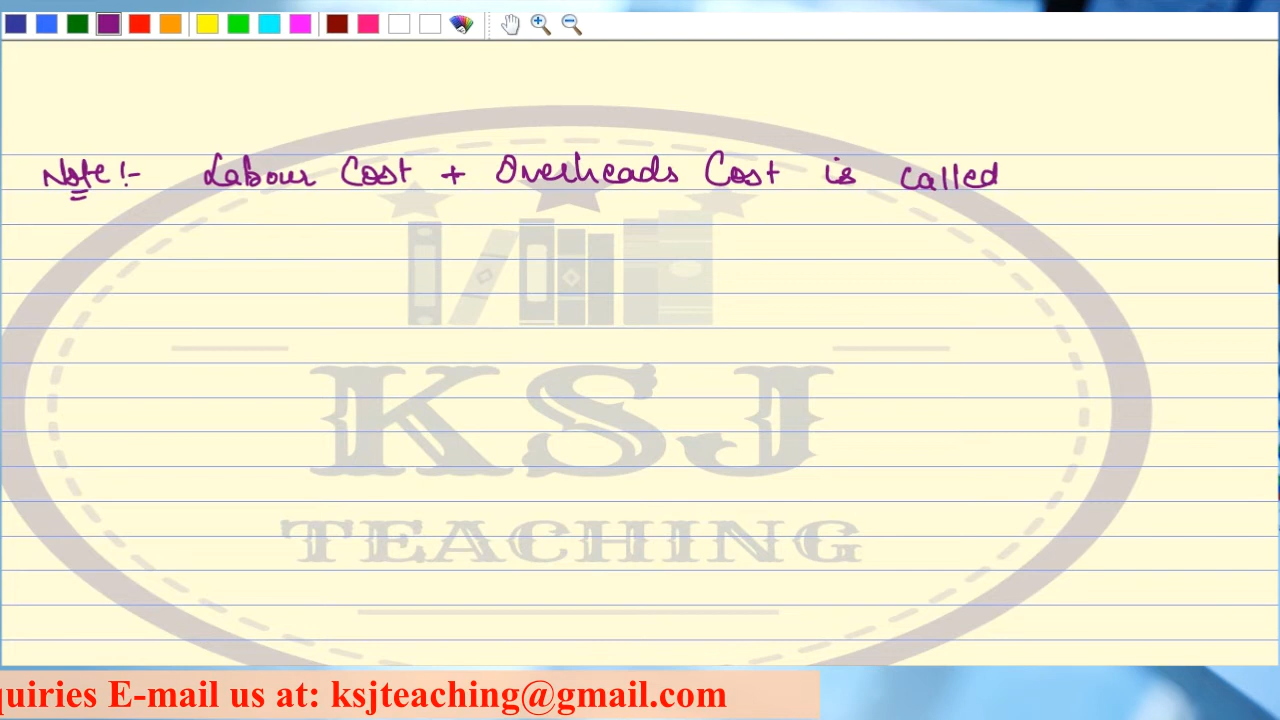 Note:- Labour Cost + Overheads Cost is called
KSJ
TEACHING
quiries E-mail us at: ksjteaching@gmail.com